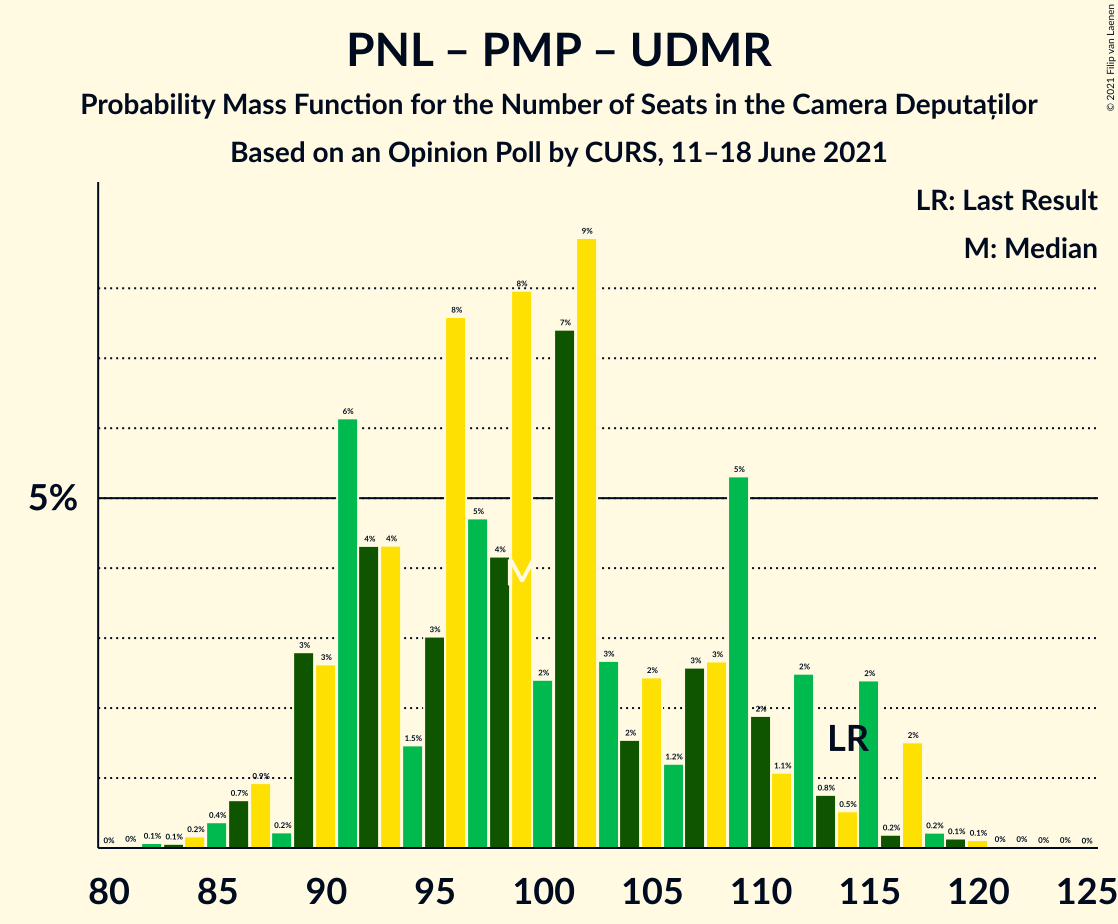 © 2021 Filip van Laenen
PNL – PMP – UDMR
Probability Mass Function for the Number of Seats in the Camera Deputaților
Based on an Opinion Poll by CURS, 11–18 June 2021
LR: Last Result
M: Median
5%
0% 0% 0.1% 0.1% 0.2% 0.4% 0.7% 0.9% 0.2% 3% 3% 6% 4% 4% 1.5% 3% 8% 5% 4% 8% 2% 7% 9% 3% 2% 2% 1.2% 3% 3% 5% 2% 1.1% 2% 0.8% 0.5% 2% 0.2% 2% 0.2% 0.1% 0.1% 0% 0% 0% 0% 0%
M
LR
80 85 90 95 100 105 110 115 120 125